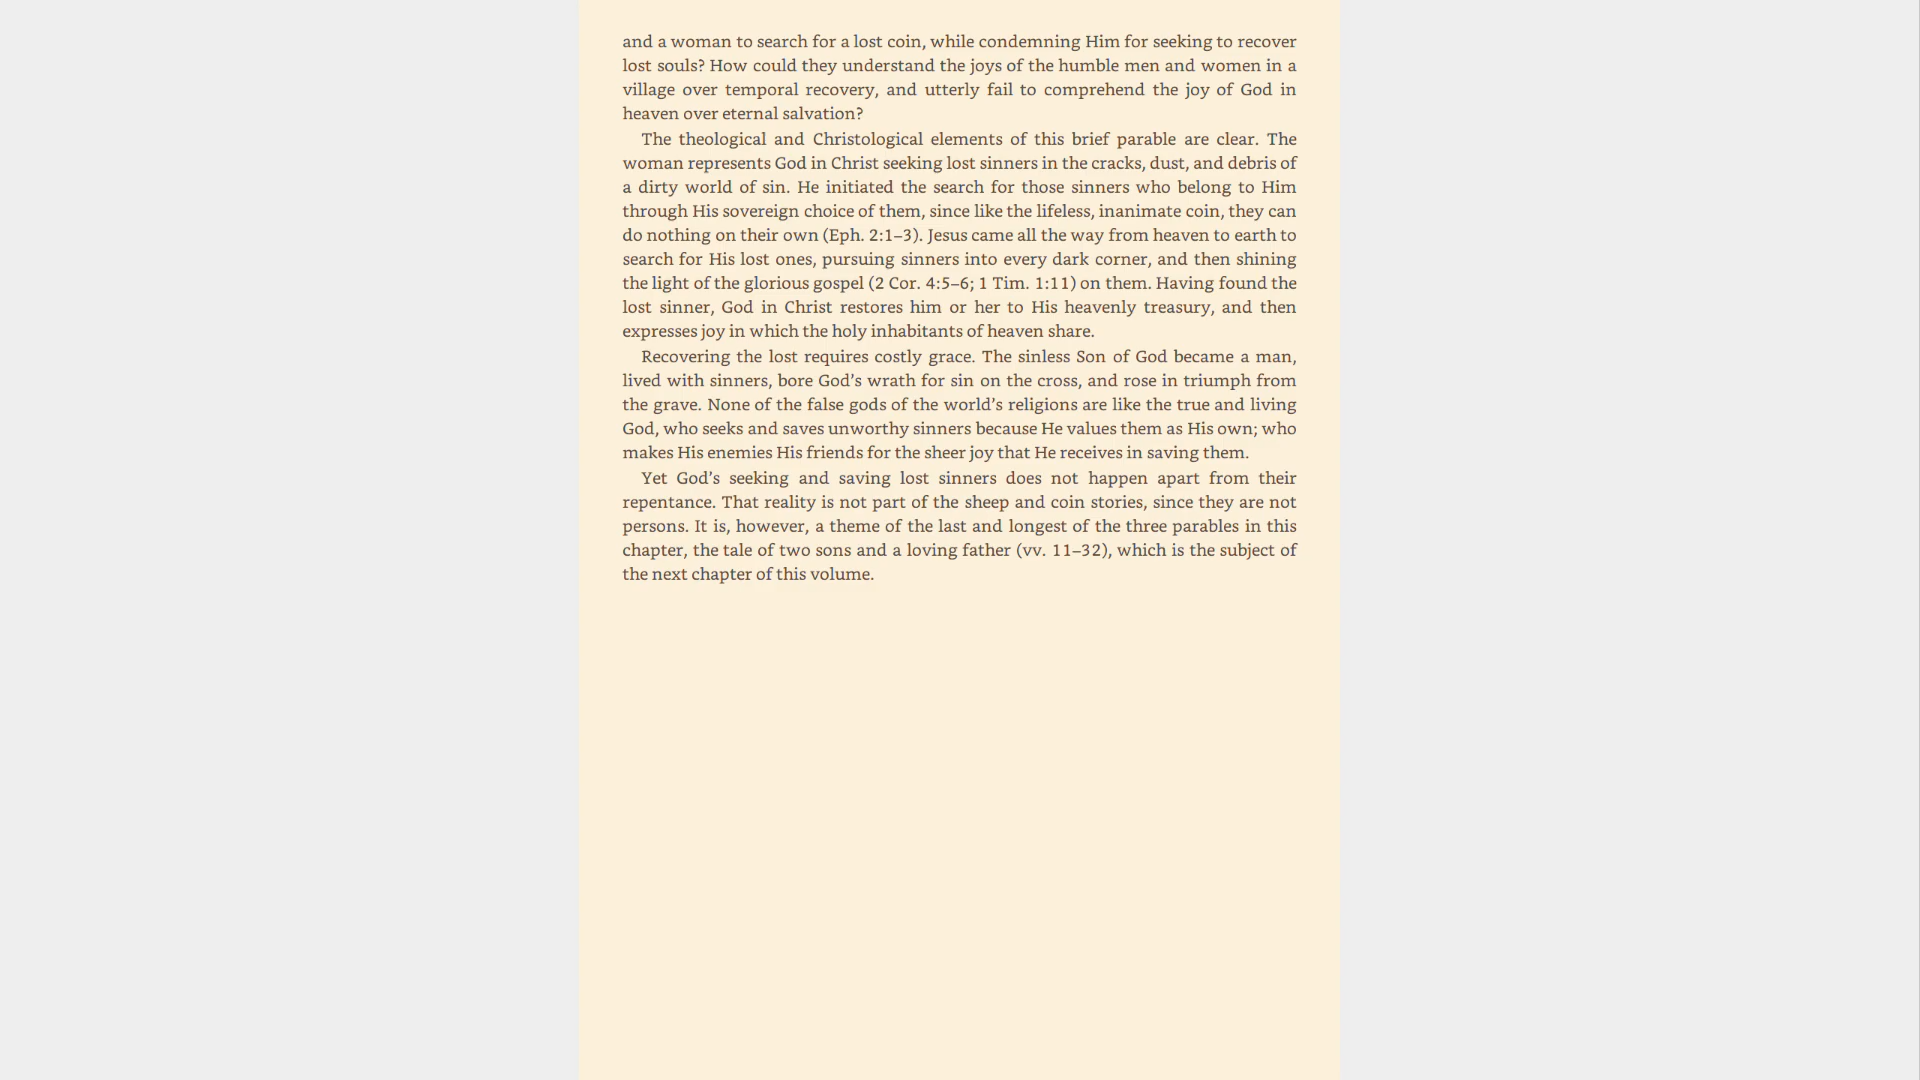 and a woman to search for a lost coin, while condemning Him for seeking to recover
lost souls? How could they understand the joys of the humble men and women in a
village over temporal recovery, and utterly fail to comprehend the joy of God in
heaven over eternal salvation?
The theological and Christological elements of this brief parable are clear. The
woman represents God in Christ seeking lost sinners in the cracks, dust, and debris of
a dirty world of sin. He initiated the search for those sinners who belong to Him
through His sovereign choice of them, since like the lifeless, inanimate coin, they can
do nothing on their own (Eph. 2:1–3). Jesus came all the way from heaven to earth to
search for His lost ones, pursuing sinners into every dark corner, and then shining
the light of the glorious gospel (2 Cor. 4:5–6; 1 Tim. 1:11) on them. Having found the
lost sinner, God in Christ restores him or her to His heavenly treasury, and then
expresses joy in which the holy inhabitants of heaven share.
Recovering the lost requires costly grace. The sinless Son of God became a man,
lived with sinners, bore God’s wrath for sin on the cross, and rose in triumph from
the grave. None of the false gods of the world’s religions are like the true and living
God, who seeks and saves unworthy sinners because He values them as His own; who
makes His enemies His friends for the sheer joy that He receives in saving them.
Yet God’s seeking and saving lost sinners does not happen apart from their
repentance. That reality is not part of the sheep and coin stories, since they are not
persons. It is, however, a theme of the last and longest of the three parables in this
chapter, the tale of two sons and a loving father (vv. 11–32), which is the subject of
the next chapter of this volume.